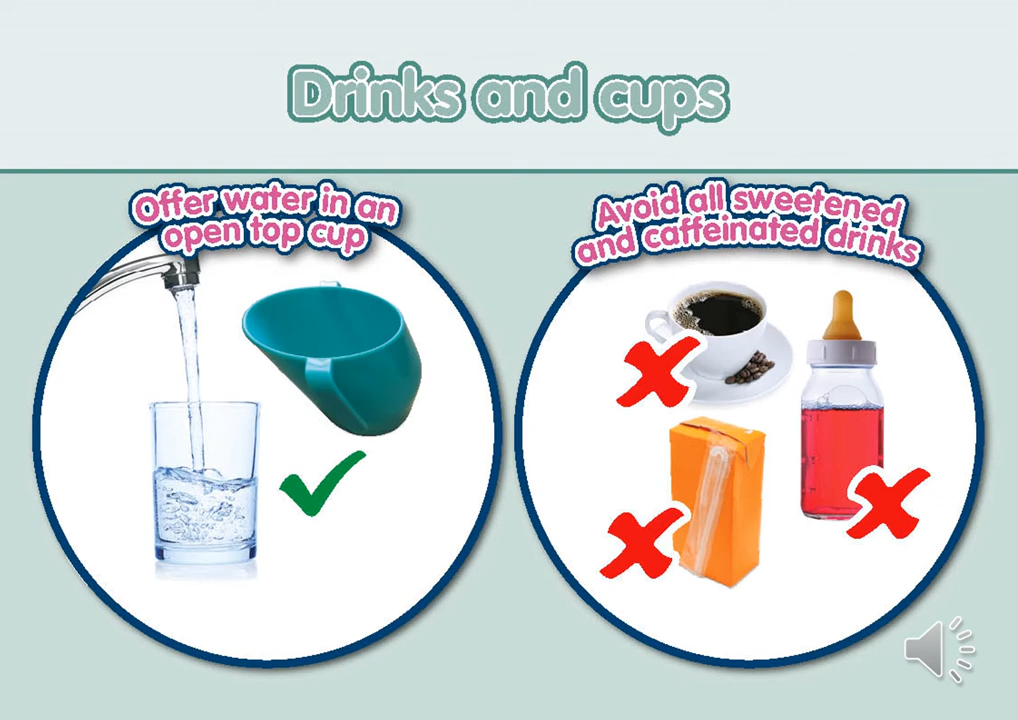 Drinks and cups
Offer water in an
open top cup
Avoid all sweetened
and caffeinated drinks